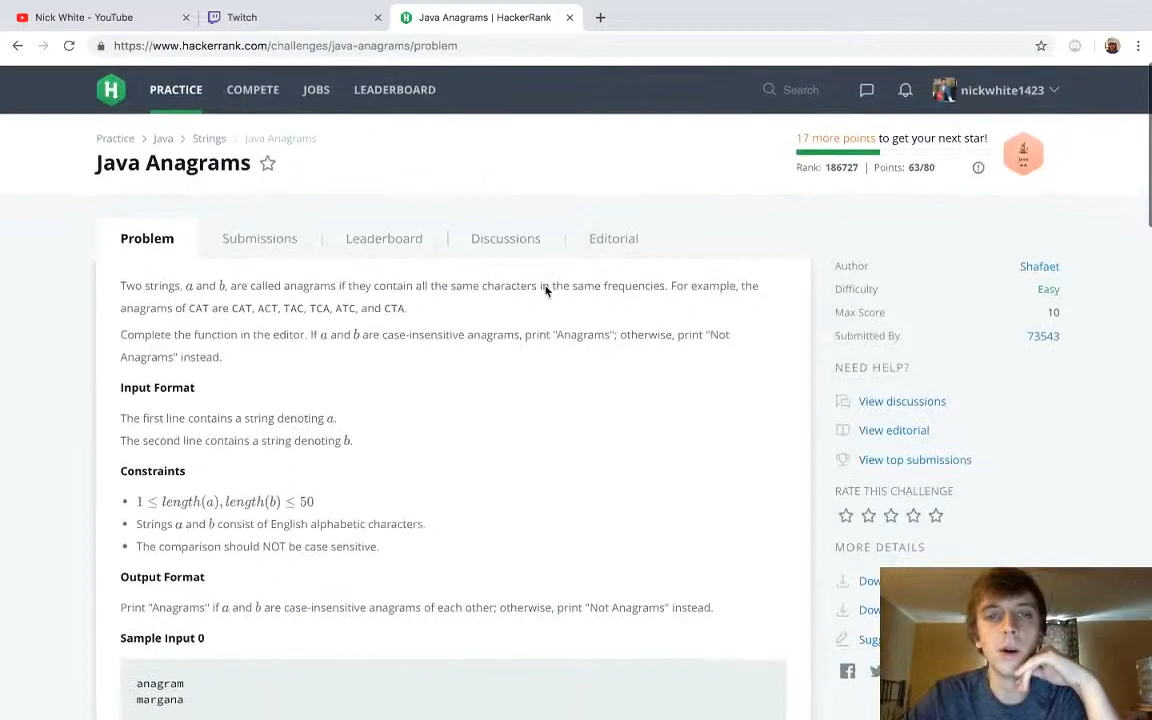 Nick White - YouTube
Twitch
Java Anagrams | HackerRank
https://www.hackerrank.com/challenges/java-anagrams/problem
H PRACTICE COMPETE JOBS LEADERBOARD Search nickwhite1423
Practice > Java > Strings > Java Anagrams
17 more points to get your next star!
Java Anagrams
Rank: 186727 | Points: 63/80
Java
Problem Submissions Leaderboard Discussions Editorial
Two strings, a and b, are called anagrams if they contain all the same characters in the same frequencies. For example, the
anagrams of CAT are CAT, ACT, TAC, TCA, ATC, and CTA.
Complete the function in the editor. If a and b are case-insensitive anagrams, print "Anagrams"; otherwise, print "Not
Anagrams" instead.
Input Format
The first line contains a string denoting a.
The second line contains a string denoting b.
Constraints
• 1 ≤ length(a), length(b) ≤ 50
• Strings a and b consist of English alphabetic characters.
• The comparison should NOT be case sensitive.
Output Format
Print "Anagrams" if a and b are case-insensitive anagrams of each other; otherwise, print "Not Anagrams" instead.
Sample Input 0
anagram
margana
Author Shafaet
Difficulty Easy
Max Score 10
Submitted By 73543
NEED HELP?
View discussions
View editorial
View top submissions
RATE THIS CHALLENGE
MORE DETAILS
Dow
Dow
Sugg